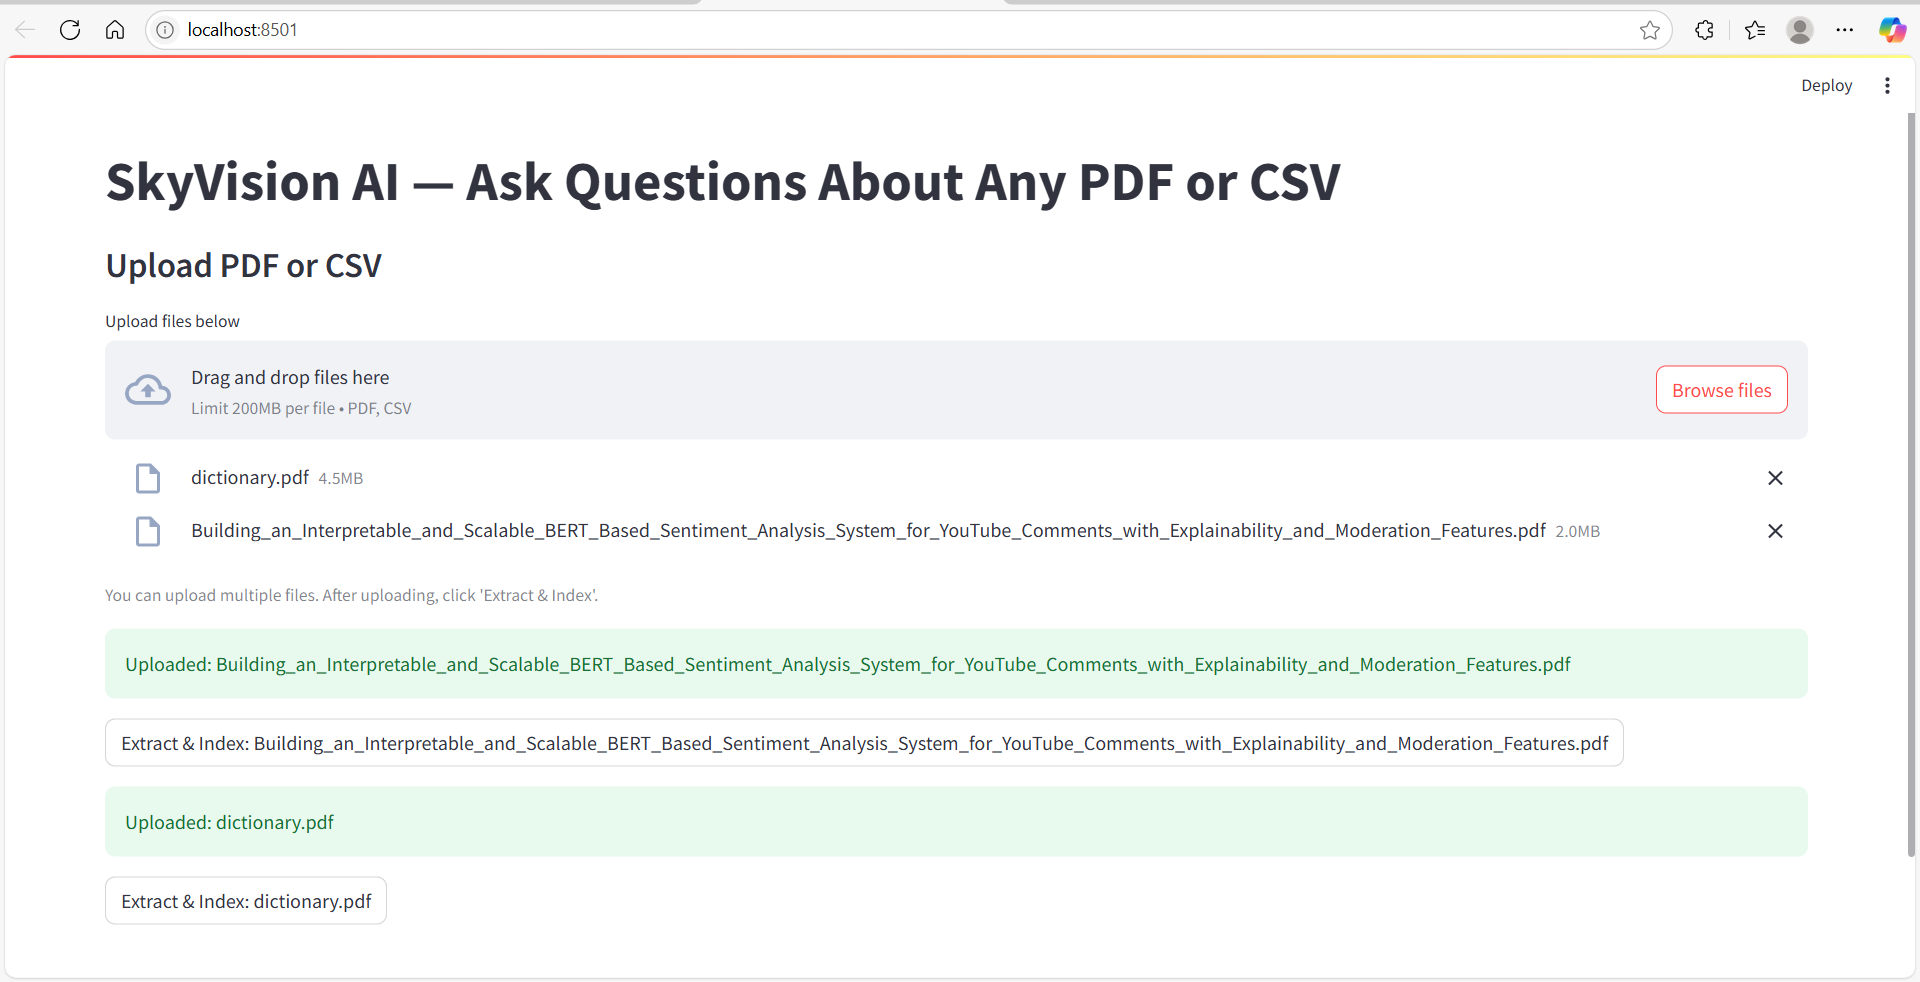 localhost:8501
Deploy
SkyVision AI — Ask Questions About Any PDF or CSV
Upload PDF or CSV
Upload files below
Drag and drop files here
Limit 200MB per file • PDF, CSV
Browse files
dictionary.pdf 4.5MB
Building_an_Interpretable_and_Scalable_BERT_Based_Sentiment_Analysis_System_for_YouTube_Comments_with_Explainability_and_Moderation_Features.pdf 2.0MB
You can upload multiple files. After uploading, click 'Extract & Index'.
Uploaded: Building_an_Interpretable_and_Scalable_BERT_Based_Sentiment_Analysis_System_for_YouTube_Comments_with_Explainability_and_Moderation_Features.pdf
Extract & Index: Building_an_Interpretable_and_Scalable_BERT_Based_Sentiment_Analysis_System_for_YouTube_Comments_with_Explainability_and_Moderation_Features.pdf
Uploaded: dictionary.pdf
Extract & Index: dictionary.pdf